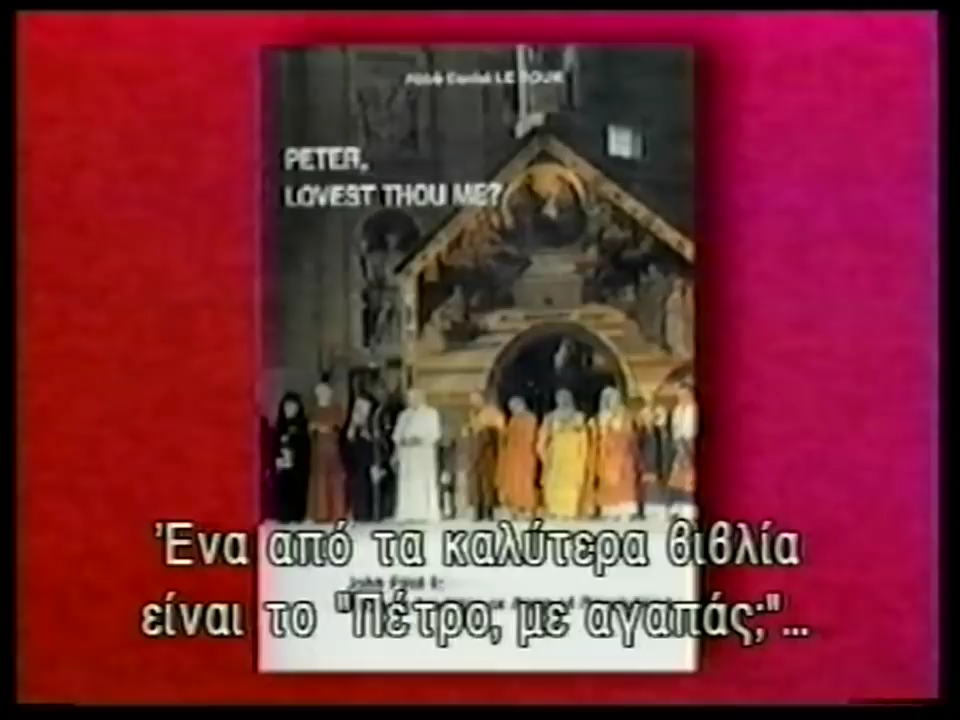 Abbé Daniel LE ROUX
PETER,
LOVEST THOU ME?
John Paul II:
Ένα από τα καλύτερα βιβλία
είναι το "Πέτρο, με αγαπάς;"...